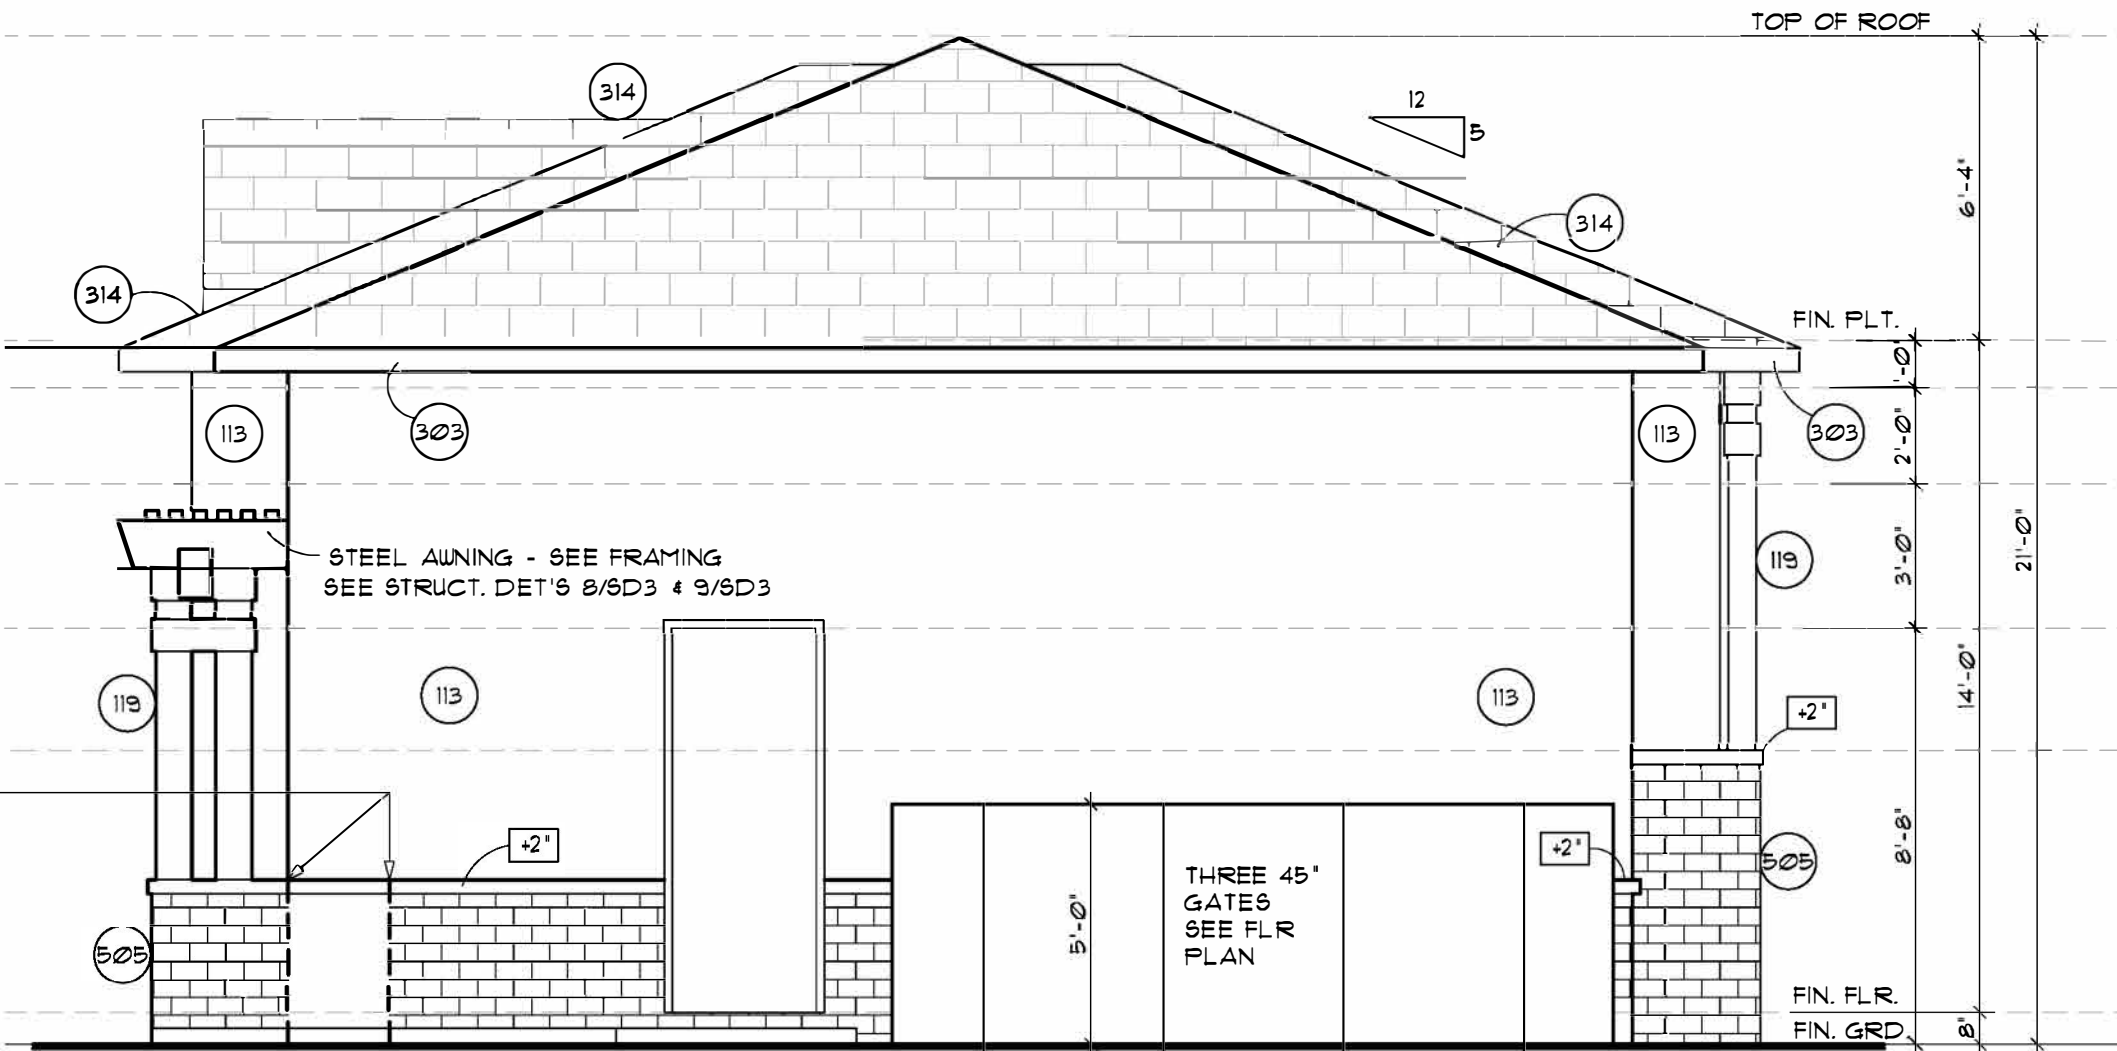 TOP OF ROOF
314
12
5
6'-4"
314
314
FIN. PLT.
1'-0"
113
303
113
303
2'-0"
STEEL AWNING - SEE FRAMING
SEE STRUCT. DET'S 8/SD3 & 9/SD3
119
3'-0"
21'-0"
119
113
113
14'-0"
+2"
+2"
+2"
8'-8"
505
THREE 45"
GATES
SEE FLR
PLAN
5'-0"
505
FIN. FLR.
FIN. GRD.
8"